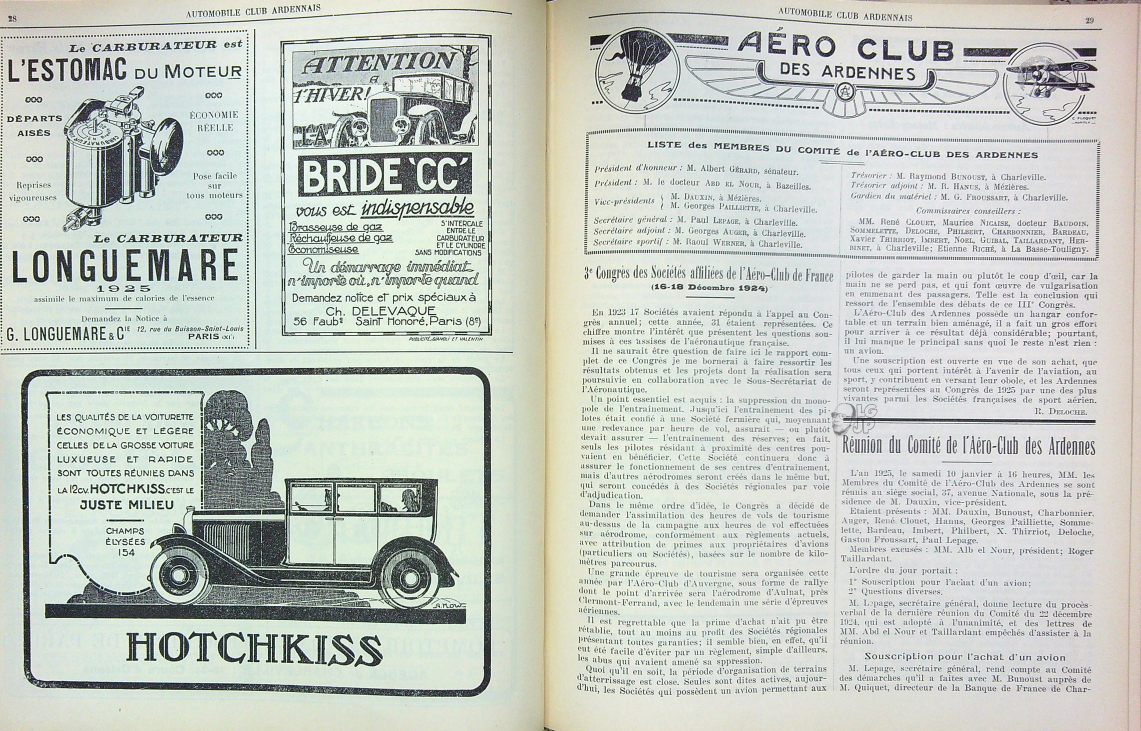 28
AUTOMOBILE CLUB ARDENNAIS
Le CARBURATEUR est
L'ESTOMAC DU MOTEUR
DÉPARTS
AISÉS
ÉCONOMIE
RÉELLE
Reprises
vigoureuses
Pose facile
sur
tous moteurs
Le CARBURATEUR
LONGUEMARE
1925
assimile le maximum de calories de l'essence
Demandez la Notice à
G. LONGUEMARE & Cie 12, rue du Buisson-Saint-Louis
PARIS (Xe)
ATTENTION
A
l'HIVER!
BRIDE 'CC'
vous est indispensable
Brasseuse de gaz
Réchauffeuse de gaz
Economiseuse
S'INTERCALE
ENTRE LE
CARBURATEUR
ET LE CYLINDRE
SANS MODIFICATIONS
Un démarrage immédiat
n'importe où, n'importe quand
Demandez notice et prix spéciaux à
Ch. DELEVAQUE
56 Faubg Saint Honoré, Paris (8e)
PUBLICITÉ GIANOLI ET VALENTIN
LES QUALITÉS DE LA VOITURETTE
ÉCONOMIQUE ET LÉGÈRE
CELLES DE LA GROSSE VOITURE
LUXUEUSE ET RAPIDE
SONT TOUTES RÉUNIES DANS
LA 12cv. HOTCHKISS C'EST LE
JUSTE MILIEU
CHAMPS
ÉLYSÉES
154
A. KOW
HOTCHKISS
AUTOMOBILE CLUB ARDENNAIS
29
AÉRO CLUB
DES ARDENNES
LISTE des MEMBRES DU COMITÉ de l'AÉRO-CLUB DES ARDENNES
Président d'honneur : M. Albert GÉRARD, sénateur.
Président : M. le docteur ABD EL NOUR, à Bazeilles.
Vice-présidents { M. DAUXIN, à Mézières.
M. Georges PAILLIETTE, à Charleville.
Secrétaire général : M. Paul LEPAGE, à Charleville.
Secrétaire adjoint : M. Georges AUGER, à Charleville.
Secrétaire sportif : M. Raoul WERNER, à Charleville.
Trésorier : M. Raymond BUNOUST, à Charleville.
Trésorier adjoint : M. R. HANUS, à Mézières.
Gardien du matériel : M. G. FROUSSART, à Charleville.
Commissaires conseillers :
MM. René CLOUET, Maurice NICAISE, docteur BAUDOIN,
SOMMELETTE, DELOCHE, PHILBERT, CHARBONNIER, BARDEAU,
Xavier THIRRIOT, IMBERT, NOEL, GUIBAL, TAILLARDANT, HER-
BINET, à Charleville; Etienne RICHÉ, à La Basse-Touligny.
3e Congrès des Sociétés affiliées de l'Aéro-Club de France
(16-18 Décembre 1924)
En 1923 17 Sociétés avaient répondu à l'appel au Con-
grès annuel; cette année, 31 étaient représentées. Ce
chiffre montre l'intérêt que présentent les questions sou-
mises à ces assises de l'aéronautique française.
Il ne saurait être question de faire ici le rapport com-
plet de ce Congrès je me bornerai à faire ressortir les
résultats obtenus et les projets dont la réalisation sera
poursuivie en collaboration avec le Sous-Secrétariat de
l'Aéronautique.
Un point essentiel est acquis : la suppression du mono-
pole de l'entraînement. Jusqu'ici l'entraînement des pi-
lotes était confié à une Société fermière qui, moyennant
une redevance par heure de vol, assurait — ou plutôt
devait assurer — l'entraînement des réserves; en fait,
seuls les pilotes résidant à proximité des centres pou-
vaient en bénéficier. Cette Société continuera donc à
assurer le fonctionnement de ses centres d'entraînement,
mais d'autres aérodromes seront créés dans le même but,
qui seront concédés à des Sociétés régionales par voie
d'adjudication.
Dans le même ordre d'idée, le Congrès a décidé de
demander l'assimilation des heures de vols de tourisme
au-dessus de la campagne aux heures de vol effectuées
sur aérodrome, conformément aux règlements actuels,
avec attribution de primes aux propriétaires d'avions
(particuliers ou Sociétés), basées sur le nombre de kilo-
mètres parcourus.
Une grande épreuve de tourisme sera organisée cette
année par l'Aéro-Club d'Auvergne, sous forme de rallye
dont le point d'arrivée sera l'aérodrome d'Aulnat, près
Clermont-Ferrand, avec le lendemain une série d'épreuves
aériennes.
Il est regrettable que la prime d'achat n'ait pu être
rétablie, tout au moins au profit des Sociétés régionales
présentant toutes garanties; il semble bien, en effet, qu'il
eut été facile d'éviter par un règlement, simple d'ailleurs,
les abus qui avaient amené sa sppression.
Quoi qu'il en soit, la période d'organisation de terrains
d'atterrissage est close. Seules sont dites actives, aujour-
d'hui, les Sociétés qui possèdent un avion permettant aux
pilotes de garder la main ou plutôt le coup d'œil, car la
main ne se perd pas, et qui font œuvre de vulgarisation
en emmenant des passagers. Telle est la conclusion qui
ressort de l'ensemble des débats de ce IIIe Congrès.
L'Aéro-Club des Ardennes possède un hangar confor-
table et un terrain bien aménagé, il a fait un gros effort
pour arriver à ce résultat déjà considérable; pourtant,
il lui manque le principal sans quoi le reste n'est rien :
un avion.
Une souscription est ouverte en vue de son achat, que
tous ceux qui portent intérêt à l'avenir de l'aviation, au
sport, y contribuent en versant leur obole, et les Ardennes
seront représentées au Congrès de 1925 par une des plus
vivantes parmi les Sociétés françaises de sport aérien.
R. DELOCHE.
Réunion du Comité de l'Aéro-Club des Ardennes
L'an 1925, le samedi 10 janvier à 16 heures, MM. les
Membres du Comité de l'Aéro-Club des Ardennes se sont
réunis au siège social, 37, avenue Nationale, sous la pré-
sidence de M. Dauxin, vice-président.
Etaient présents : MM. Dauxin, Bunoust, Charbonnier,
Auger, René Clouet, Hanus, Georges Pailliette, Somme-
lette, Bardeau, Imbert, Philbert, X. Thirriot, Deloche,
Gaston Froussart, Paul Lepage.
Membres excusés : MM. Alb el Nour, président; Roger
Taillardant.
L'ordre du jour portait :
1° Souscription pour l'achat d'un avion;
2° Questions diverses.
M. Lepage, secrétaire général, donne lecture du procès-
verbal de la dernière réunion du Comité du 22 décembre
1924, qui est adopté à l'unanimité, et des lettres de
MM. Abd el Nour et Taillardant empêchés d'assister à la
réunion.
Souscription pour l'achat d'un avion
M. Lepage, secrétaire général, rend compte au Comité
des démarches qu'il a faites avec M. Bunoust auprès de
M. Quiquet, directeur de la Banque de France de Char-